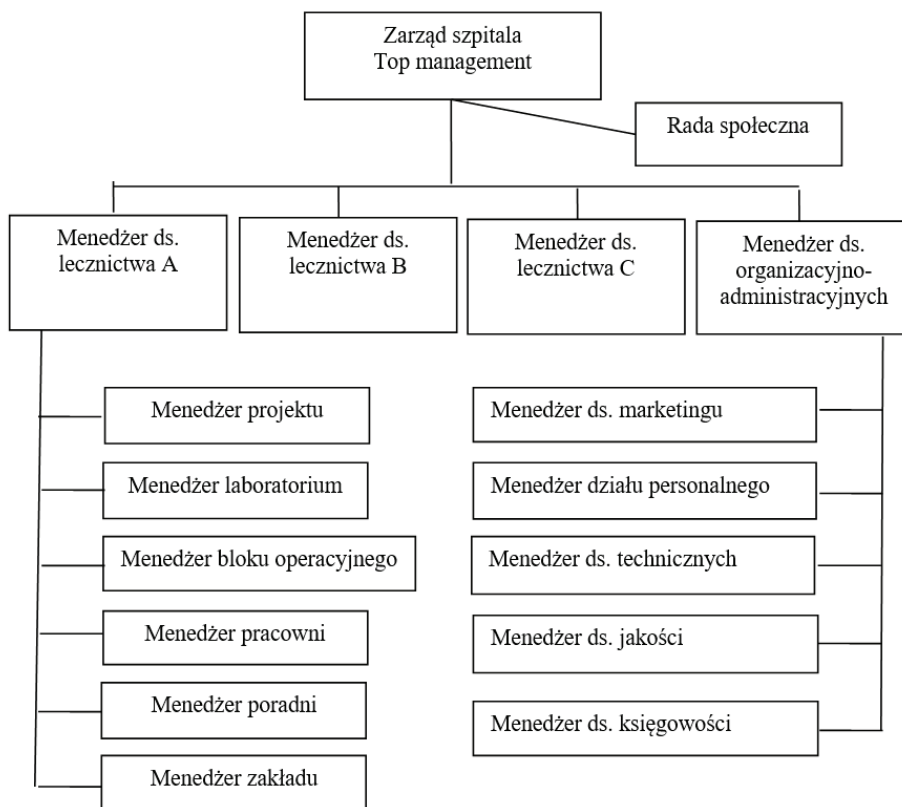 Zarząd szpitala
Top management
Rada społeczna
Menedżer ds.
lecznictwa A
Menedżer ds.
lecznictwa B
Menedżer ds.
lecznictwa C
Menedżer ds.
organizacyjno-
administracyjnych
Menedżer projektu
Menedżer laboratorium
Menedżer bloku operacyjnego
Menedżer pracowni
Menedżer poradni
Menedżer zakładu
Menedżer ds. marketingu
Menedżer działu personalnego
Menedżer ds. technicznych
Menedżer ds. jakości
Menedżer ds. księgowości